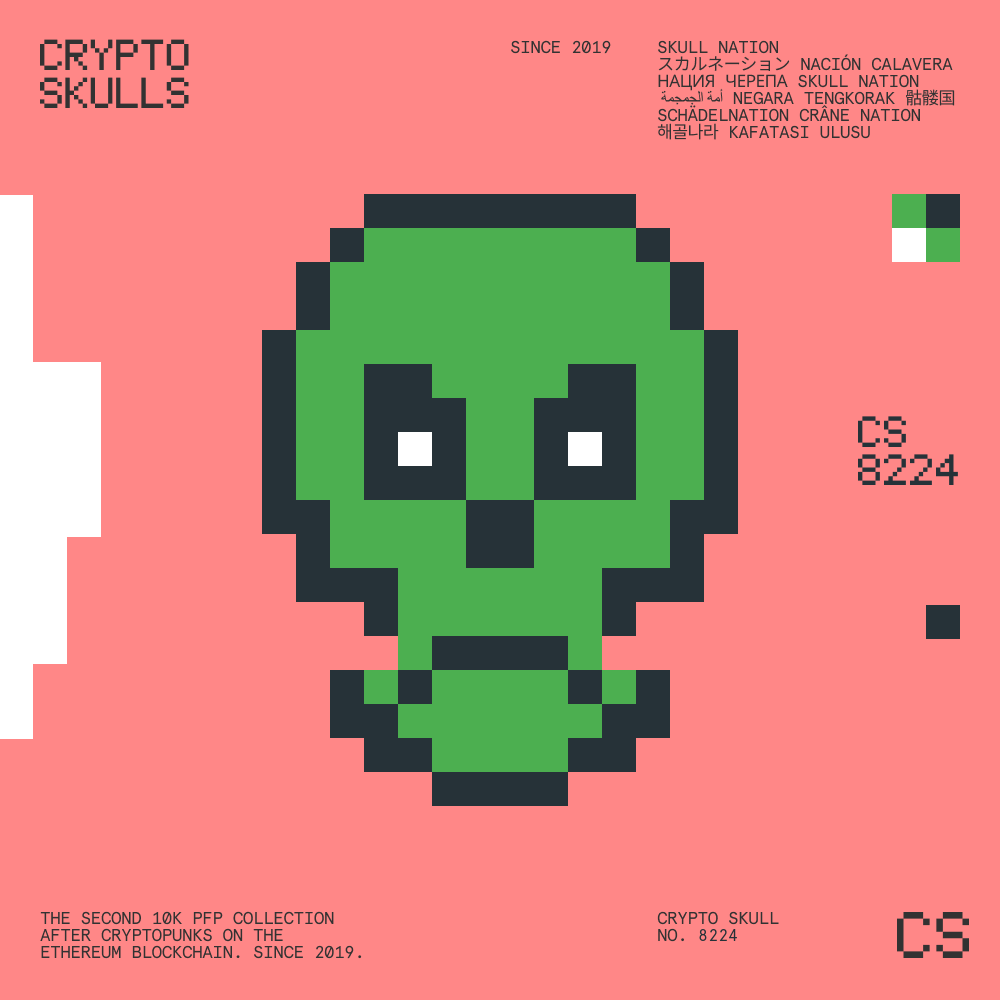 CRYPTO
SKULLS
SINCE 2019
SKULL NATION
スカルネーション NACIÓN CALAVERA
НАЦИЯ ЧЕРЕПА SKULL NATION
أمة الجمجمة NEGARA TENGKORAK 骷髅国
SCHÄDELNATION CRÂNE NATION
해골나라 KAFATASI ULUSU
CS
8224
THE SECOND 10K PFP COLLECTION
AFTER CRYPTOPUNKS ON THE
ETHEREUM BLOCKCHAIN. SINCE 2019.
CRYPTO SKULL
NO. 8224
CS